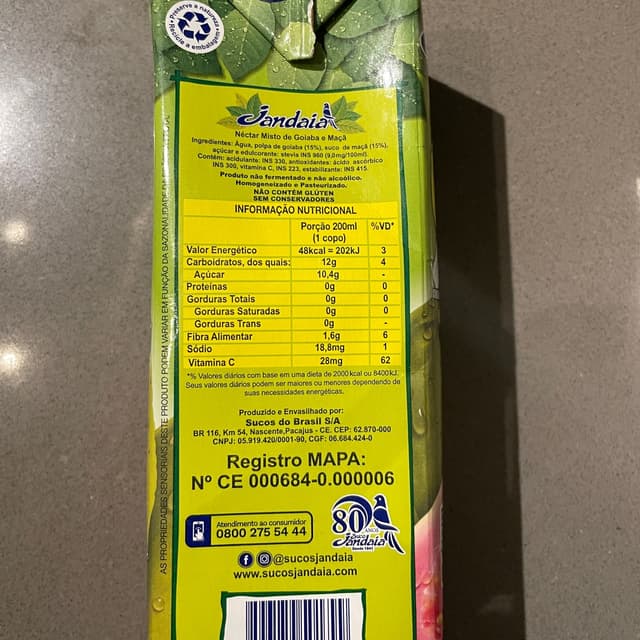 Preserve a natureza
Recicle a embalagem
Jandaia
Néctar Misto de Goiaba e Maçã
Ingredientes: Água, polpa de goiaba (15%), suco de maçã (15%),
açúcar e edulcorante: stevia INS 960 (9,0mg/100ml).
Contém: acidulante: INS 330, antioxidantes: ácido ascórbico
INS 300, vitamina C, INS 223, estabilizante: INS 415.
Produto não fermentado e não alcoólico.
Homogeneizado e Pasteurizado.
NÃO CONTÉM GLÚTEN
SEM CONSERVADORES
INFORMAÇÃO NUTRICIONAL
Porção 200ml (1 copo) %VD*
Valor Energético 48kcal = 202kJ 3
Carboidratos, dos quais: 12g 4
Açúcar 10,4g -
Proteínas 0g 0
Gorduras Totais 0g 0
Gorduras Saturadas 0g 0
Gorduras Trans 0g -
Fibra Alimentar 1,6g 6
Sódio 18,8mg 1
Vitamina C 28mg 62
*% Valores diários com base em uma dieta de 2000kcal ou 8400kJ.
Seus valores diários podem ser maiores ou menores dependendo de
suas necessidades energéticas.
Produzido e Envasilhado por:
Sucos do Brasil S/A
BR 116, Km 54, Nascente,Pacajus - CE. CEP: 62.870-000
CNPJ: 05.919.420/0001-90, CGF: 06.684.424-0
Registro MAPA:
Nº CE 000684-0.000006
Atendimento ao consumidor
0800 275 54 44
80 ANOS
Suco
Jandaia
Desde 1941
@sucosjandaia
www.sucosjandaia.com
AS PROPRIEDADES SENSORIAIS DESTE PRODUTO PODEM VARIAR EM FUNÇÃO DA SAZONALIDADE DA